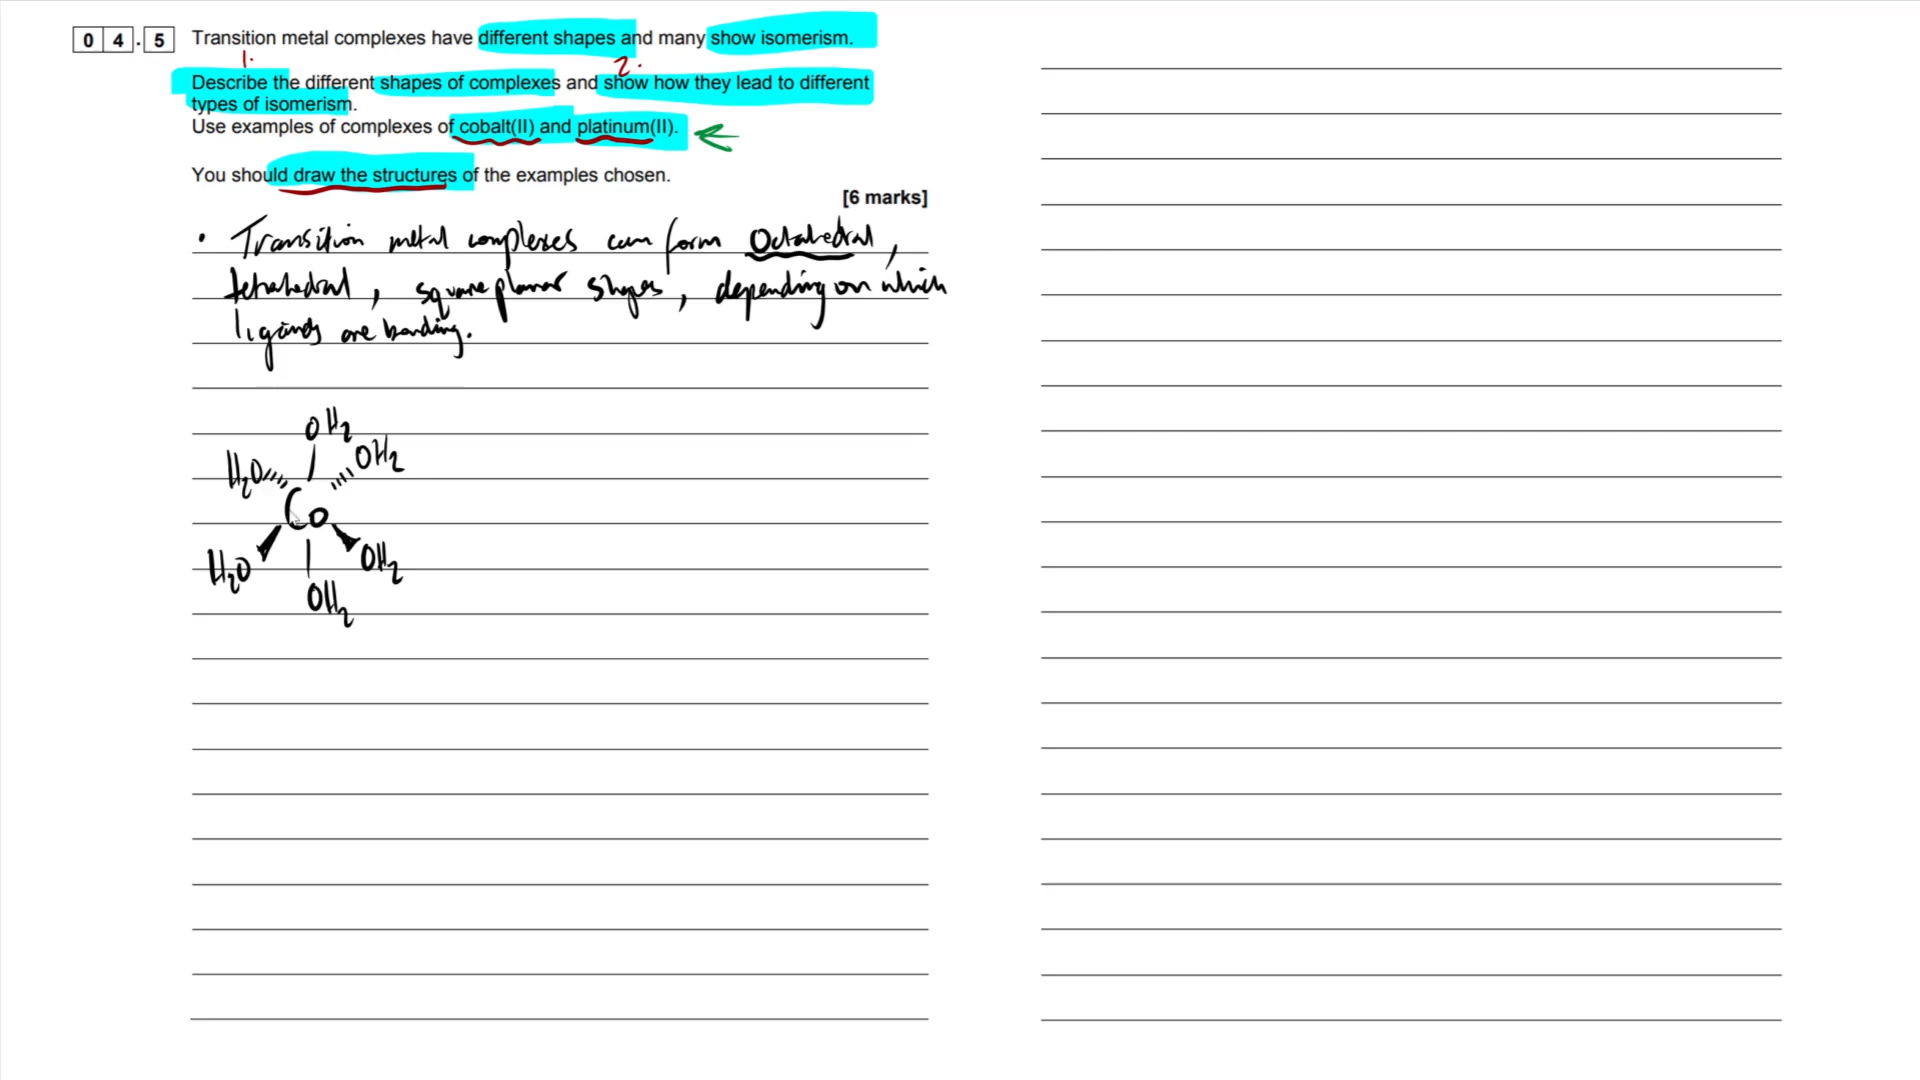 04.5 Transition metal complexes have different shapes and many show isomerism.
1. 2.
Describe the different shapes of complexes and show how they lead to different
types of isomerism.
Use examples of complexes of cobalt(II) and platinum(II).
You should draw the structures of the examples chosen.
[6 marks]
• Transition metal complexes can form Octahedral,
tetrahedral, square planar shapes, depending on which
ligands are bonding.
OH2
H2O OH2
Co
H2O OH2
OH2